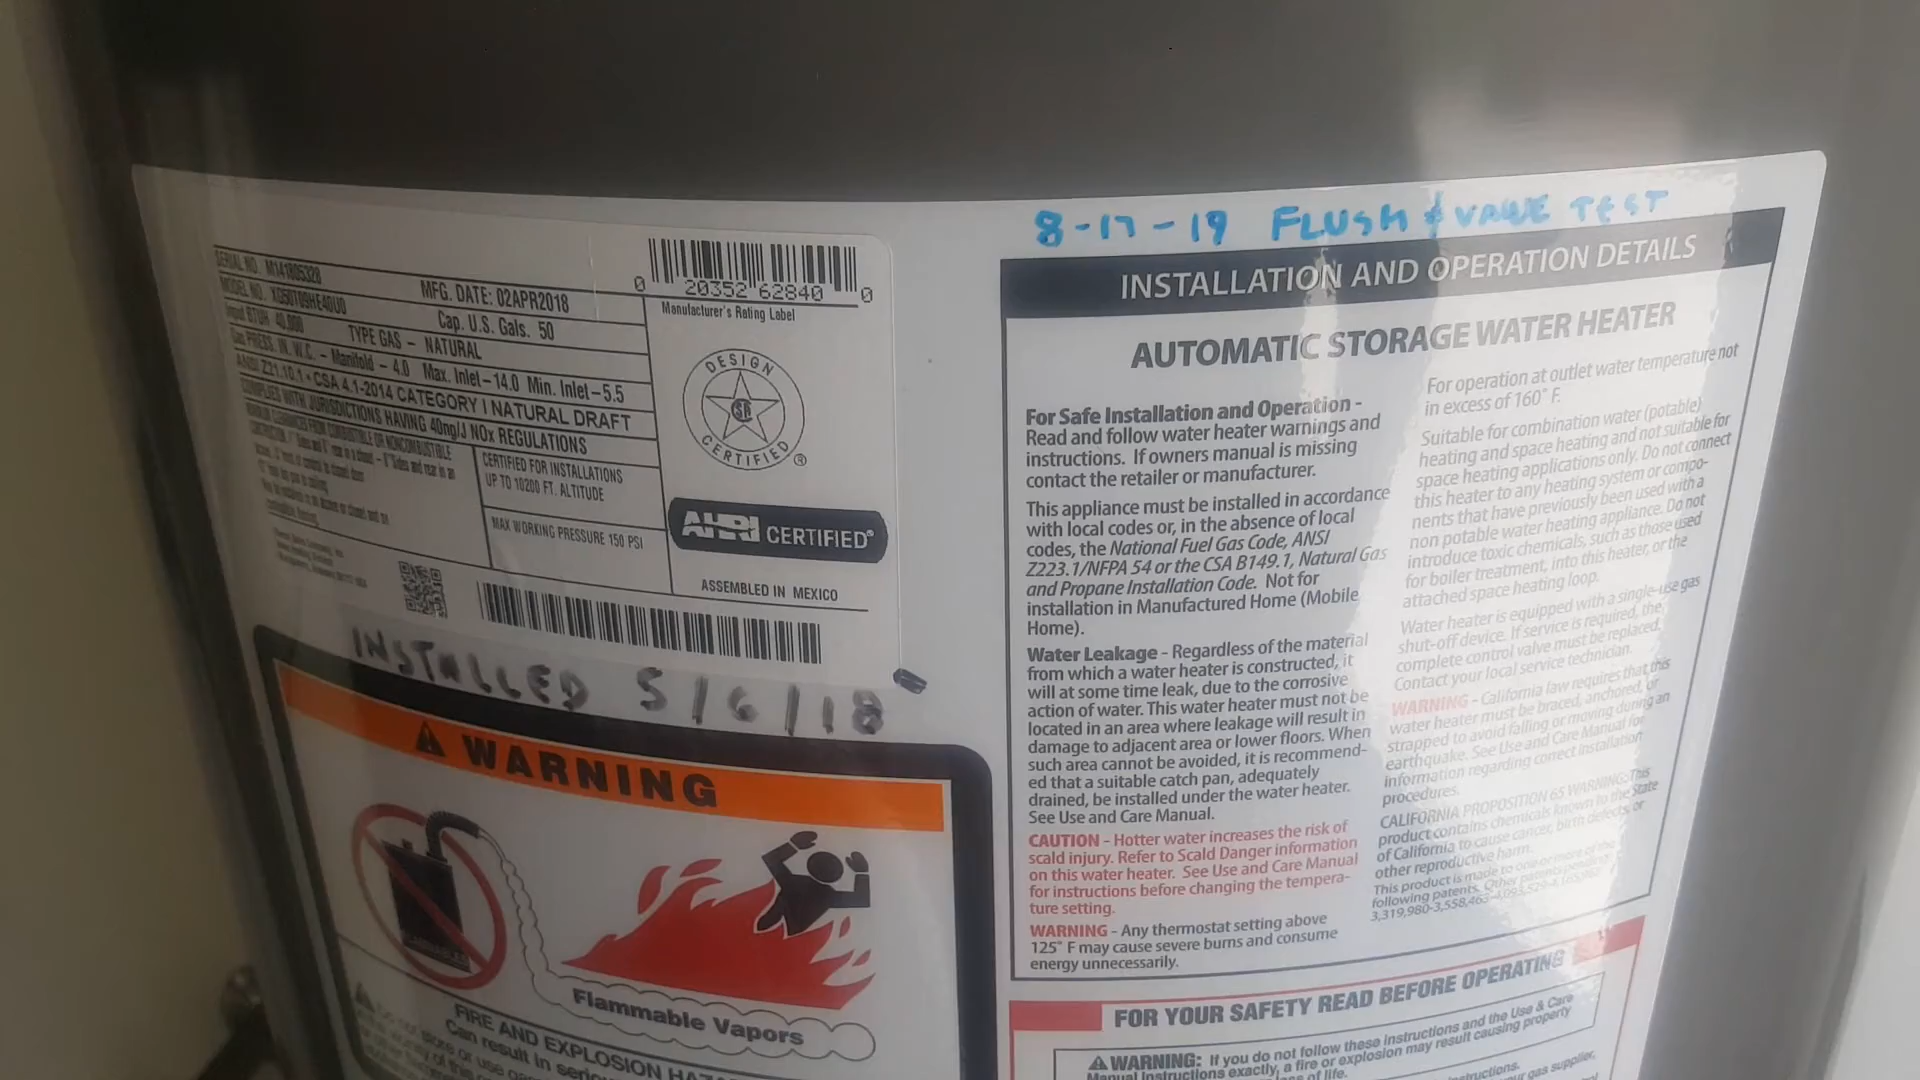 8-17-19 FLUSH & VALVE TEST
SERIAL NO. M141805328
MFG. DATE: 02APR2018
MODEL NO. XG50T09HE40U0
Cap. U.S. Gals. 50
Input BTUH 40,000
TYPE GAS - NATURAL
Gas PRESS. IN. W.C. - Manifold - 4.0 Max. Inlet-14.0 Min. Inlet-5.5
ANSI Z21.10.1 • CSA 4.1-2014 CATEGORY I NATURAL DRAFT
COMPLIES WITH JURISDICTIONS HAVING 40ng/J NOx REGULATIONS
CERTIFIED FOR INSTALLATIONS
UP TO 10200 FT. ALTITUDE
MAX WORKING PRESSURE 150 PSI
0 20352 62840 0
Manufacturer's Rating Label
DESIGN
CERTIFIED
®
AHRI CERTIFIED®
ASSEMBLED IN MEXICO
INSTALLED 5/6/18
WARNING
Flammable Vapors
FIRE AND EXPLOSION
Can result in
INSTALLATION AND OPERATION DETAILS
AUTOMATIC STORAGE WATER HEATER
For Safe Installation and Operation -
Read and follow water heater warnings and
instructions. If owners manual is missing
contact the retailer or manufacturer.
This appliance must be installed in accordance
with local codes or, in the absence of local
codes, the National Fuel Gas Code, ANSI
Z223.1/NFPA 54 or the CSA B149.1, Natural Gas
and Propane Installation Code. Not for
installation in Manufactured Home (Mobile
Home).
Water Leakage - Regardless of the material
from which a water heater is constructed, it
will at some time leak, due to the corrosive
action of water. This water heater must not be
located in an area where leakage will result in
damage to adjacent area or lower floors. When
such area cannot be avoided, it is recommend-
ed that a suitable catch pan, adequately
drained, be installed under the water heater.
See Use and Care Manual.
CAUTION - Hotter water increases the risk of
scald injury. Refer to Scald Danger information
on this water heater. See Use and Care Manual
for instructions before changing the tempera-
ture setting.
WARNING - Any thermostat setting above
125° F may cause severe burns and consume
energy unnecessarily.
For operation at outlet water temperature not
in excess of 160° F.
Suitable for combination water (potable)
heating and space heating and not suitable for
space heating applications only. Do not connect
this heater to any heating system or compo-
nents that have previously been used with a
non potable water heating appliance. Do not
introduce toxic chemicals, such as those used
for boiler treatment, into this heater, or the
attached space heating loop.
Water heater is equipped with a single-use gas
shut-off device. If service is required, the
complete control valve must be replaced.
Contact your local service technician.
WARNING - California law requires that this
water heater must be braced, anchored, or
strapped to avoid falling or moving during an
earthquake. See Use and Care Manual for
information regarding correct installation
procedures.
CALIFORNIA PROPOSITION 65 WARNING: This
product contains chemicals known to the State
of California to cause cancer, birth defects, or
other reproductive harm.
This product is made to one or more of the
following patents. Other patents pending.
3,319,980-3,558,463
FOR YOUR SAFETY READ BEFORE OPERATING
WARNING: If you do not follow these instructions and the Use & Care
Manual instructions exactly, a fire or explosion may result causing property
loss of life.